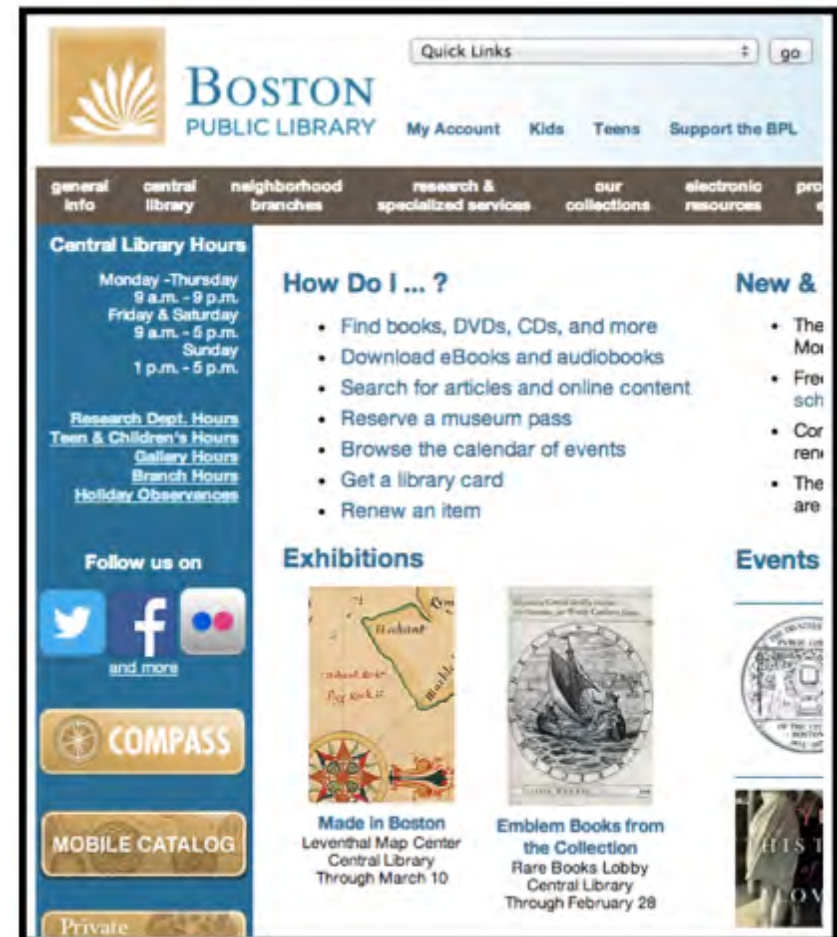 Quick Links
go
BOSTON
PUBLIC LIBRARY
My Account Kids Teens Support the BPL
general info
central library
neighborhood branches
research & specialized services
our collections
electronic resources
Central Library Hours
Monday -Thursday
9 a.m. - 9 p.m.
Friday & Saturday
9 a.m. - 5 p.m.
Sunday
1 p.m. - 5 p.m.
Research Dept. Hours
Teen & Children's Hours
Gallery Hours
Branch Hours
Holiday Observances
Follow us on
and more
COMPASS
MOBILE CATALOG
Private
How Do I ... ?
• Find books, DVDs, CDs, and more
• Download eBooks and audiobooks
• Search for articles and online content
• Reserve a museum pass
• Browse the calendar of events
• Get a library card
• Renew an item
Exhibitions
Nahant
Made in Boston
Leventhal Map Center
Central Library
Through March 10
Emblem Books from
the Collection
Rare Books Lobby
Central Library
Through February 28
New &
• The
• Free
sch
• The
are
Events